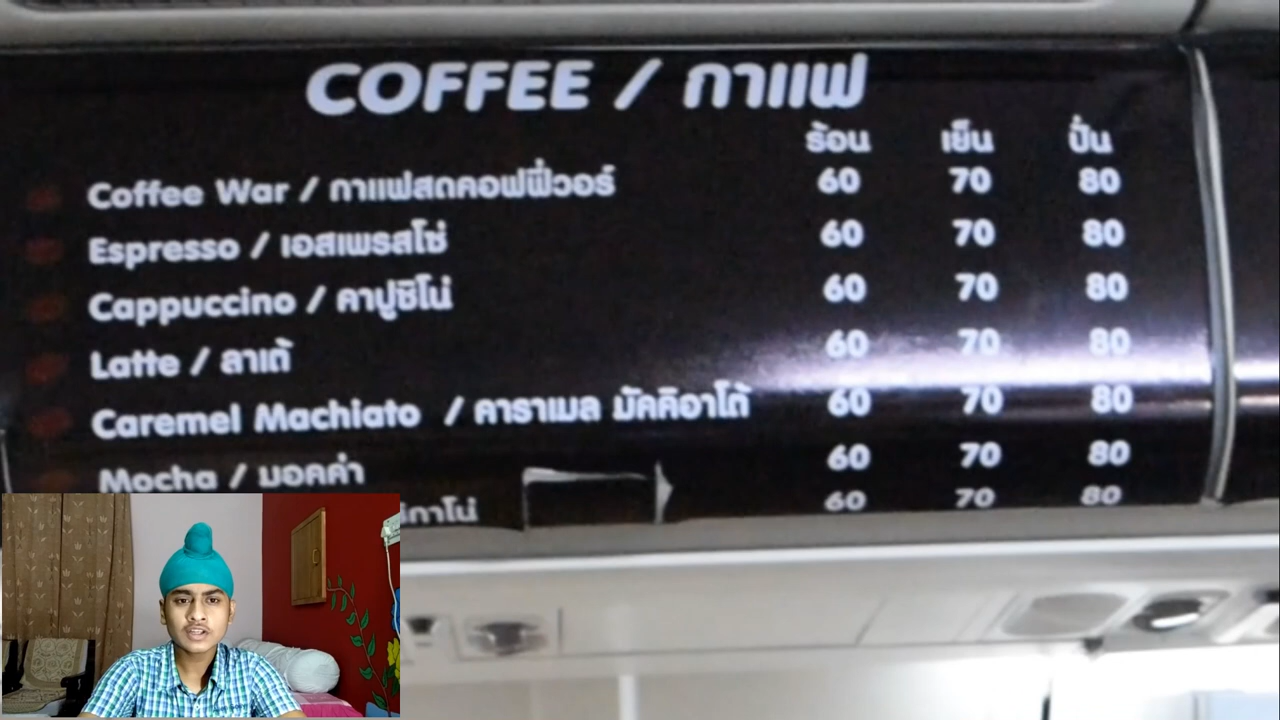 COFFEE / กาแฟ
ร้อน เย็น ปั่น
Coffee War / กาแฟสดคอฟฟี่วอร์ 60 70 80
Espresso / เอสเพรสโซ่ 60 70 80
Cappuccino / คาปูชิโน่ 60 70 80
Latte / ลาเต้ 60 70 80
Caremel Machiato / คาราเมล มัคคิอาโต้ 60 70 80
Mocha / มอคค่า 60 70 80
60 70 80